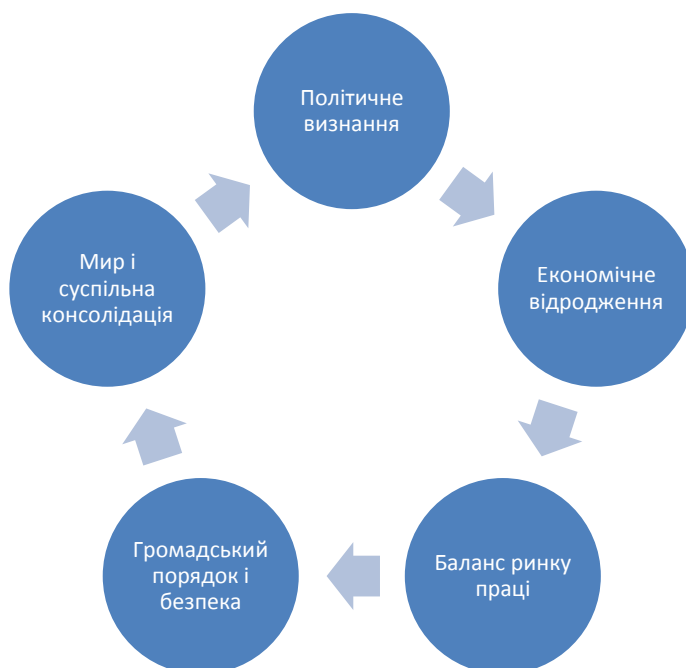 Політичне
визнання
Економічне
відродження
Баланс ринку
праці
Громадський
порядок і
безпека
Мир і
суспільна
консолідація